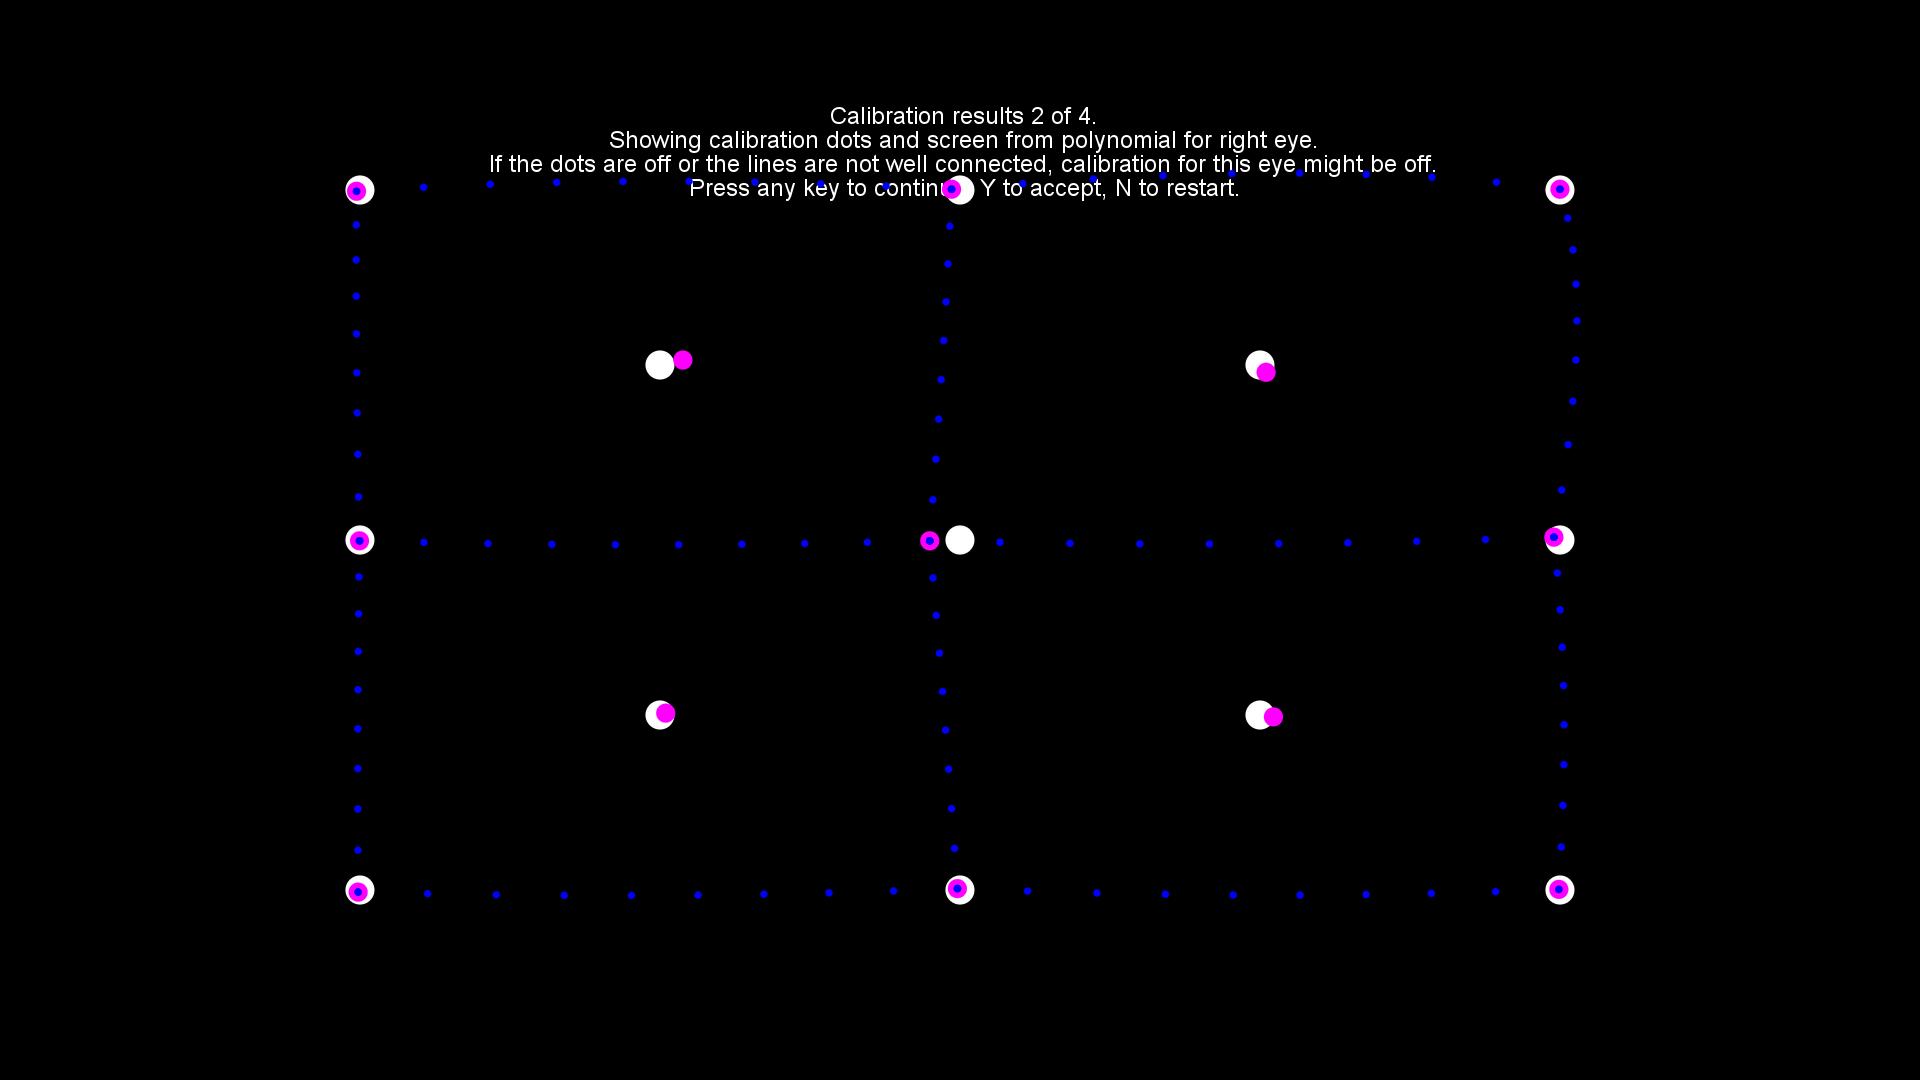 Calibration results 2 of 4.
Showing calibration dots and screen from polynomial for right eye.
If the dots are off or the lines are not well connected, calibration for this eye might be off.
Press any key to continue, Y to accept, N to restart.